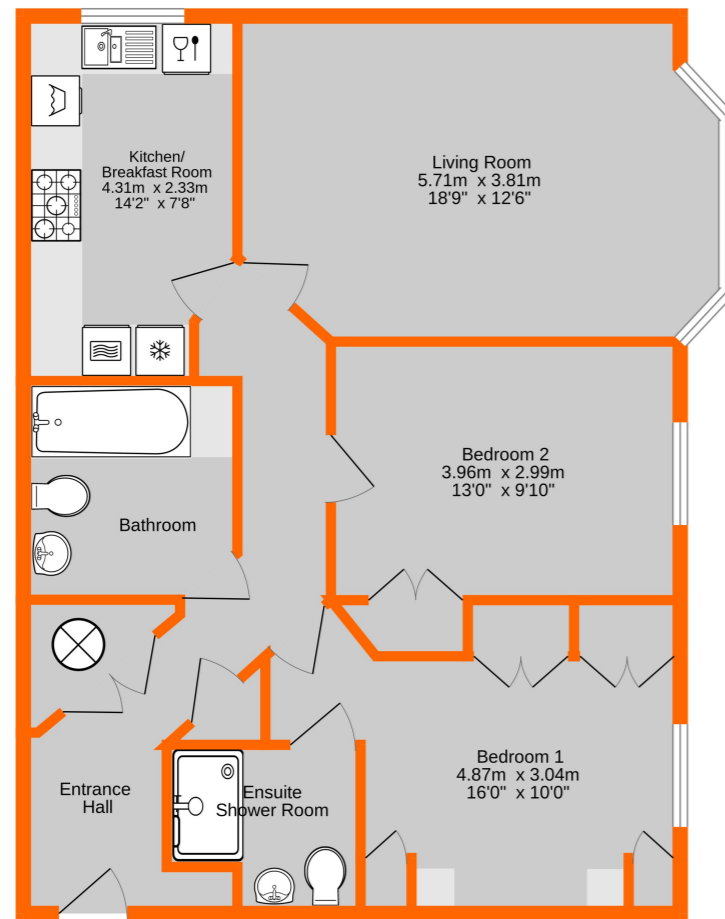 Kitchen/
Breakfast Room
4.31m x 2.33m
14'2" x 7'8"
Living Room
5.71m x 3.81m
18'9" x 12'6"
Bedroom 2
3.96m x 2.99m
13'0" x 9'10"
Bathroom
Bedroom 1
4.87m x 3.04m
16'0" x 10'0"
Entrance
Hall
Ensuite
Shower Room